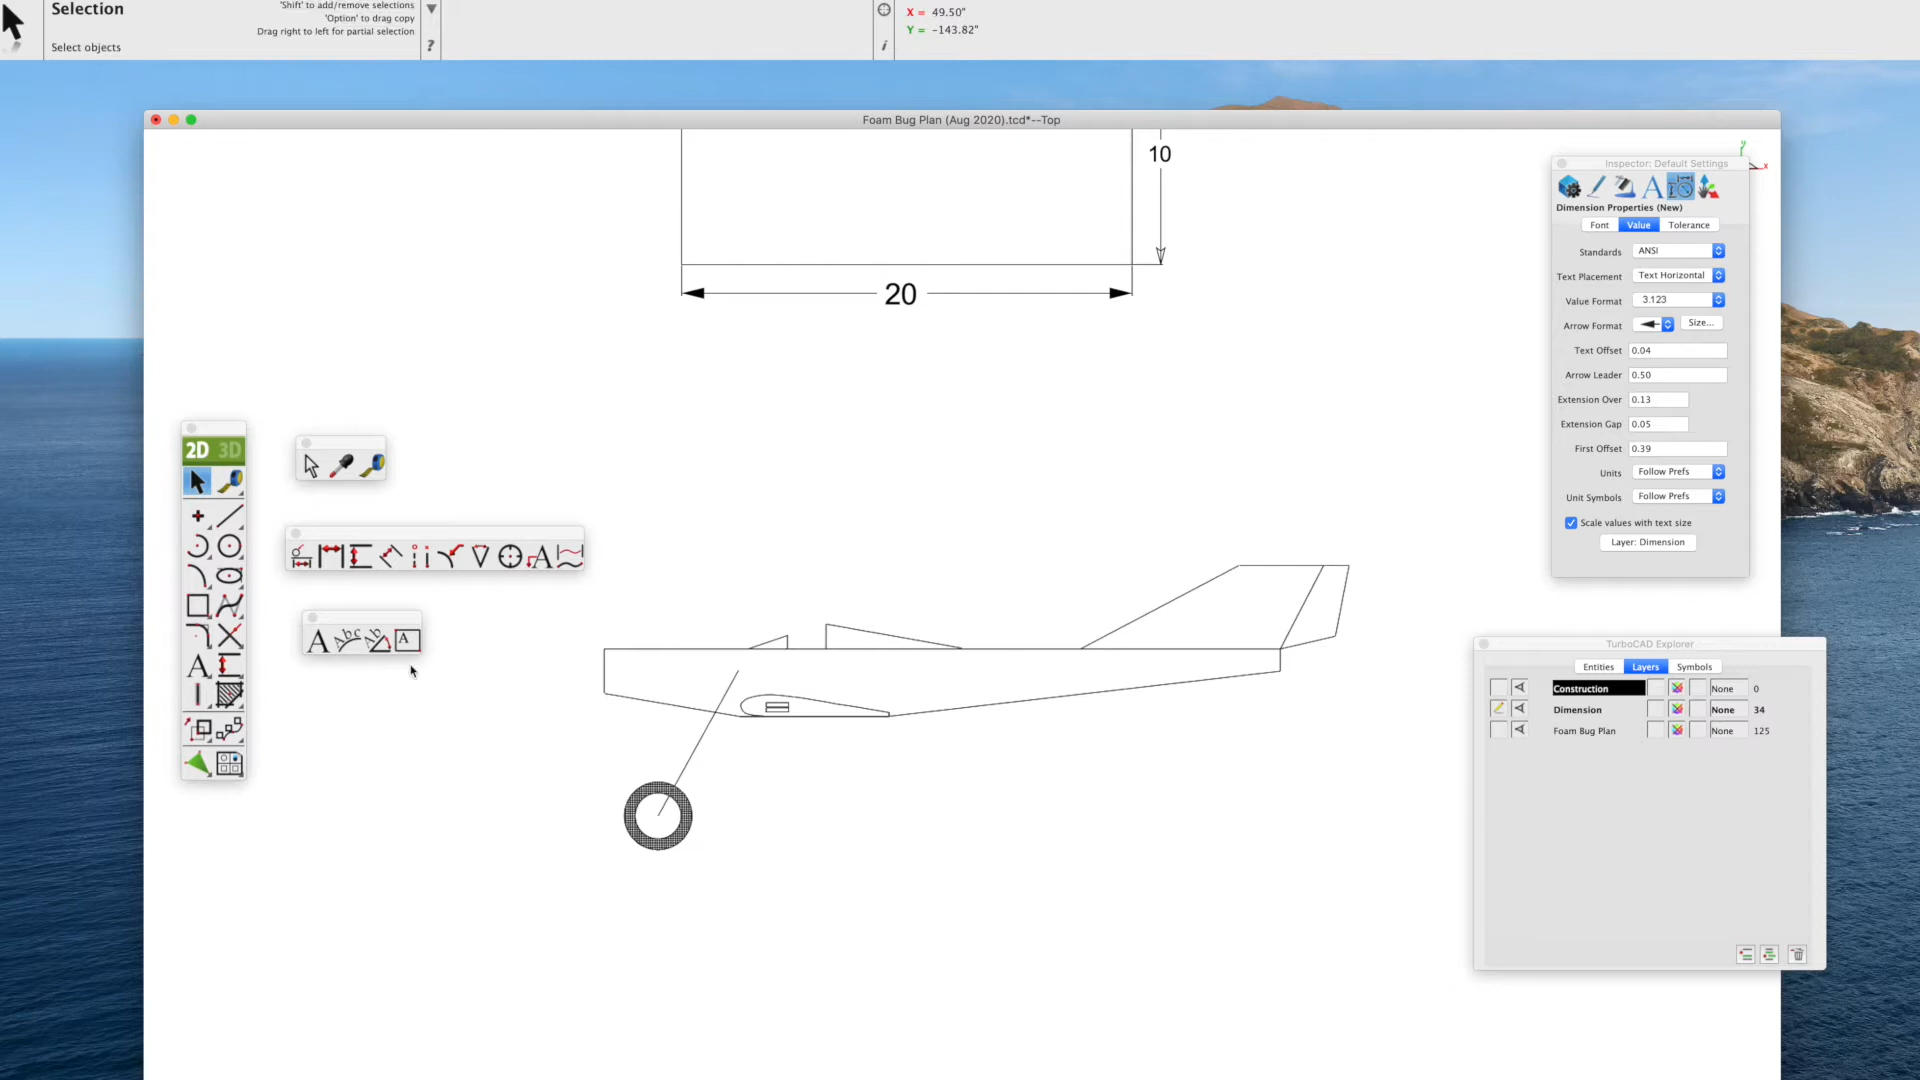 Selection
Select objects
'Shift' to add/remove selections
'Option' to drag copy
Drag right to left for partial selection
?
i
X = 49.50"
Y = -143.82"
Foam Bug Plan (Aug 2020).tcd*--Top
10
20
y
x
Inspector: Default Settings
Dimension Properties (New)
Font
Value
Tolerance
Standards ANSI
Text Placement Text Horizontal
Value Format 3.123
Arrow Format Size...
Text Offset 0.04
Arrow Leader 0.50
Extension Over 0.13
Extension Gap 0.05
First Offset 0.39
Units Follow Prefs
Unit Symbols Follow Prefs
Scale values with text size
Layer: Dimension
2D 3D
A
A
A Abc Ab A
TurboCAD Explorer
Entities
Layers
Symbols
Construction None 0
Dimension None 34
Foam Bug Plan None 125